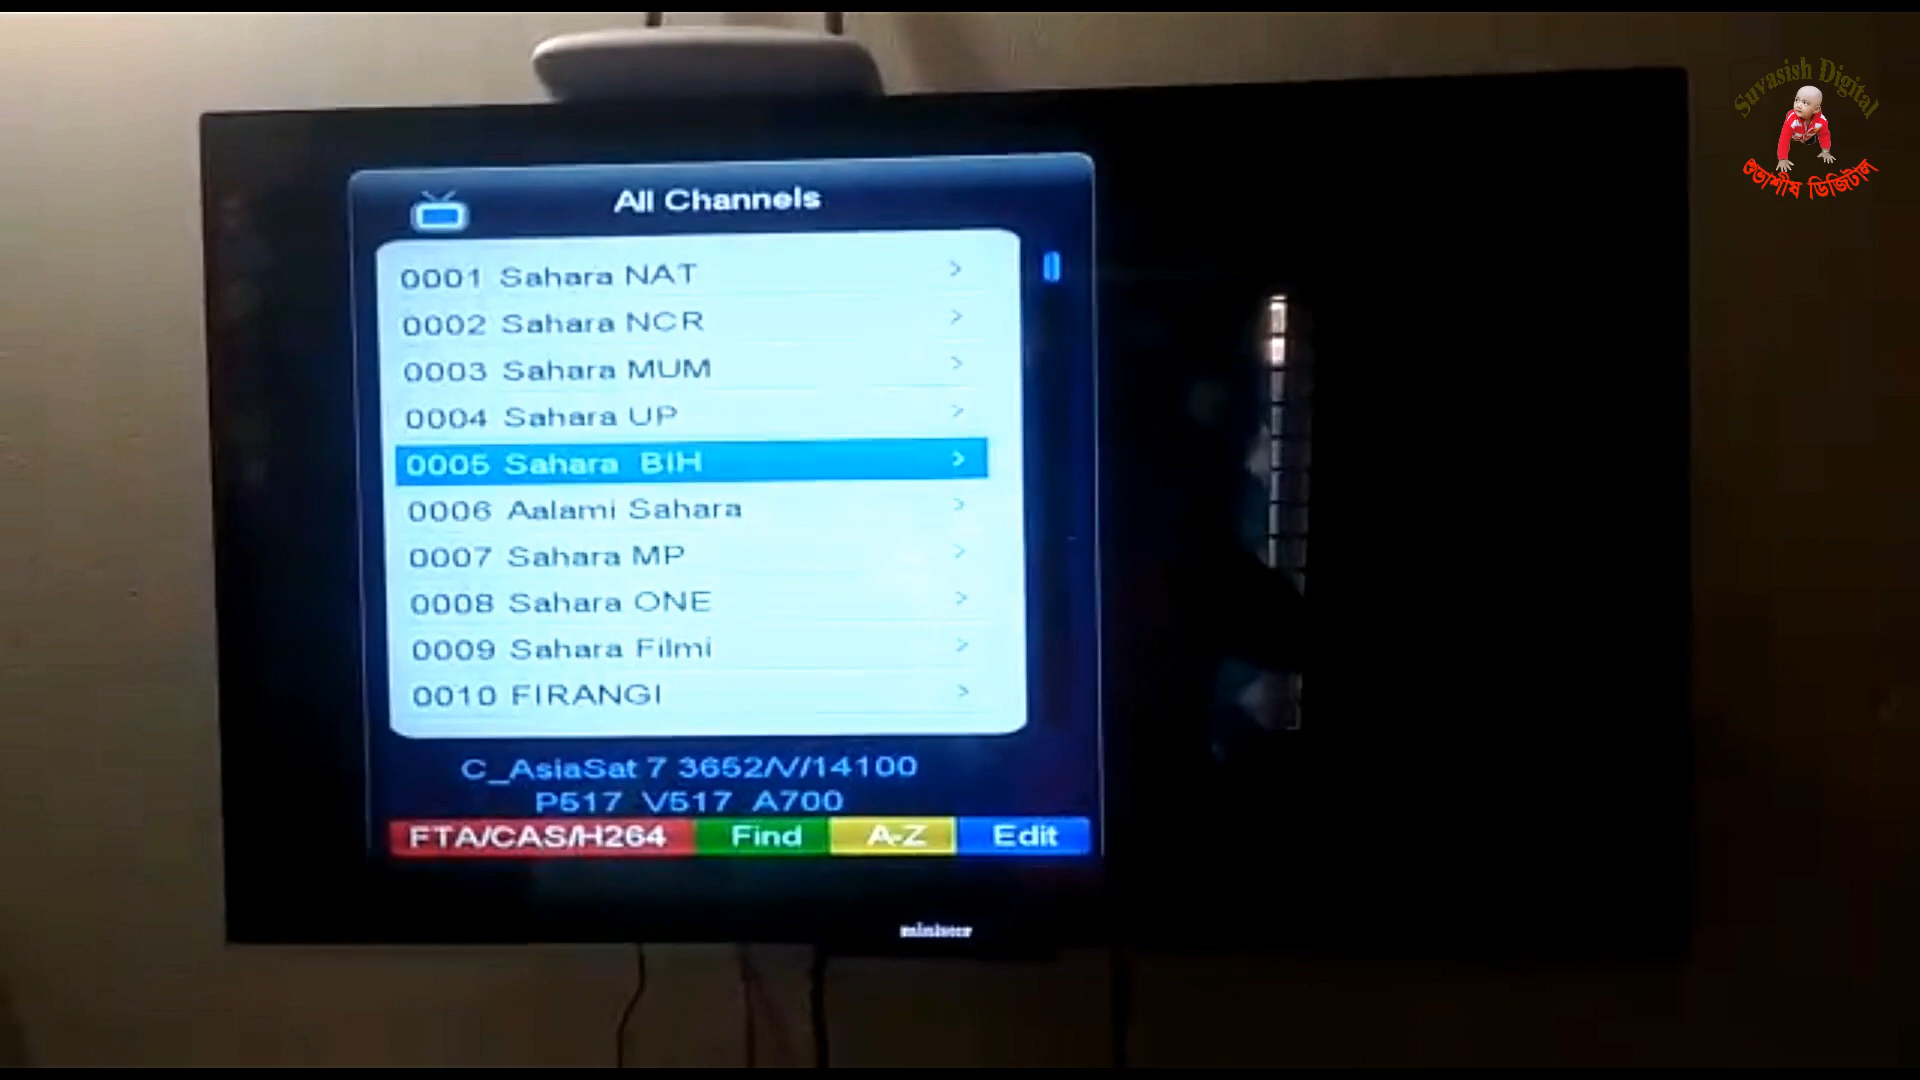 Suvasish Digital
শুভাশীষ ডিজিটাল
All Channels
0001 Sahara NAT >
0002 Sahara NCR >
0003 Sahara MUM >
0004 Sahara UP >
0005 Sahara BIH >
0006 Aalami Sahara >
0007 Sahara MP >
0008 Sahara ONE >
0009 Sahara Filmi >
0010 FIRANGI >
C_AsiaSat 7 3652/V/14100
P517 V517 A700
FTA/CAS/H264 Find A-Z Edit
minister